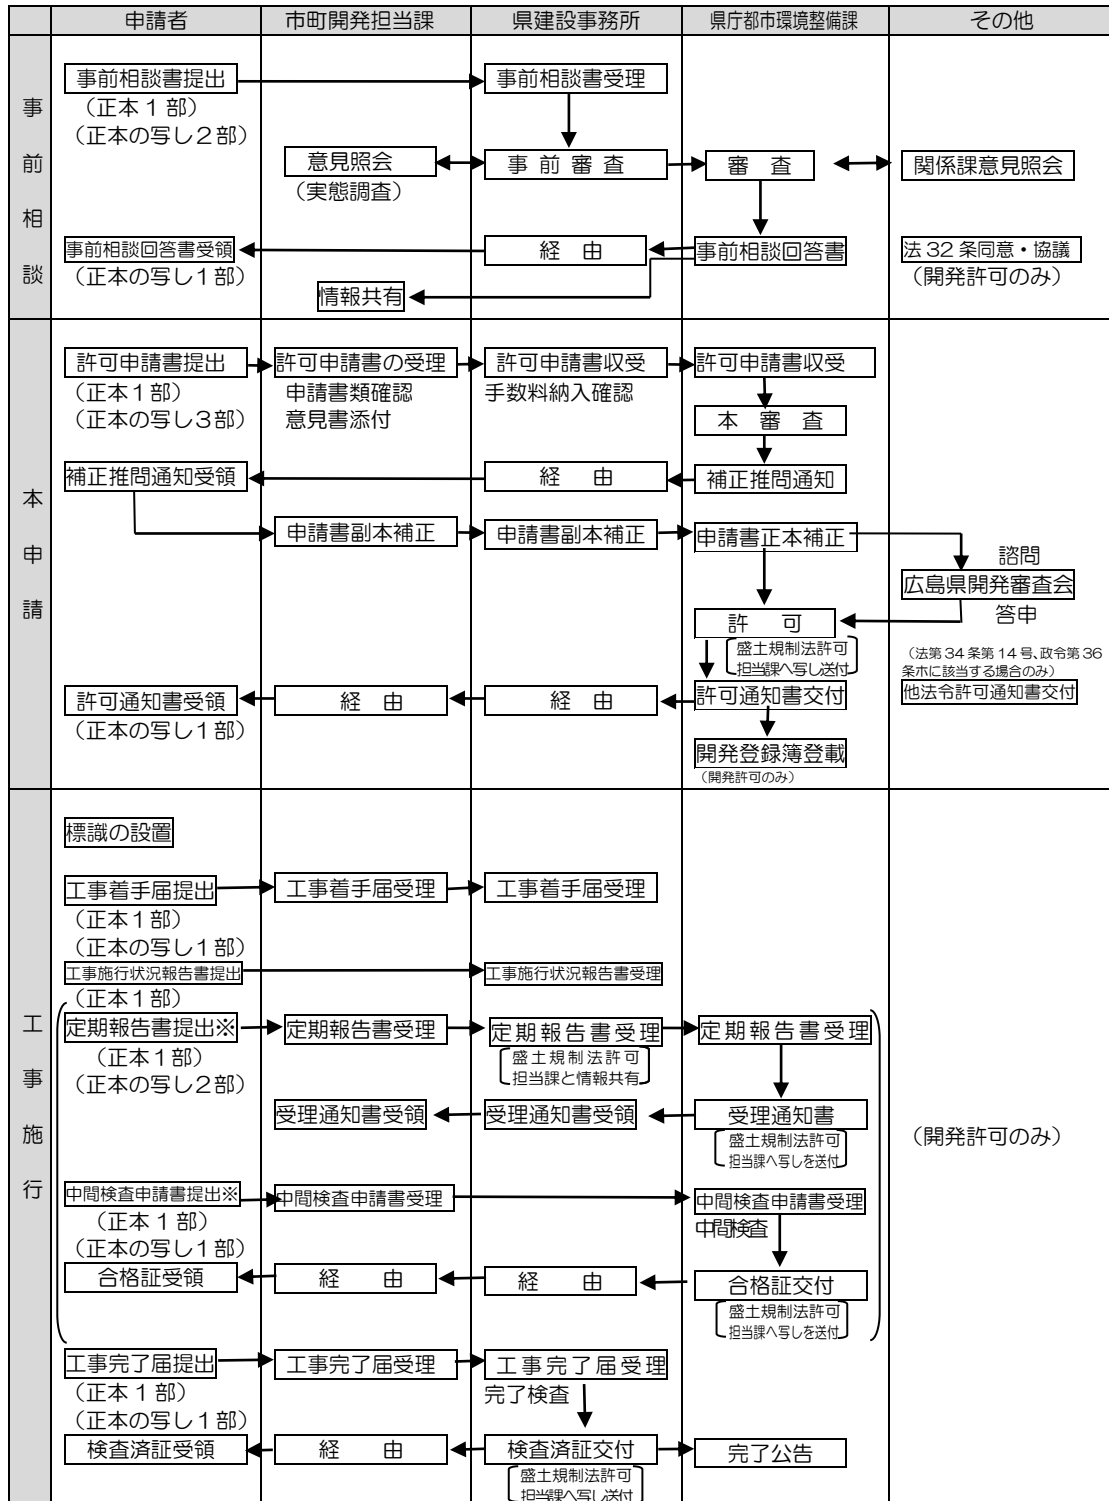 申請者
市町開発担当課
県建設事務所
県庁都市環境整備課
その他
事前相談
事前相談書提出
事前相談書受理
（正本１部）
（正本の写し２部）
意見照会
事前審査
審　査
関係課意見照会
（実態調査）
事前相談回答書受領
経　由
事前相談回答書
法 32 条同意・協議
（正本の写し１部）
（開発許可のみ）
情報共有
本申請
許可申請書提出
許可申請書の受理
許可申請書収受
許可申請書収受
（正本１部）
申請書類確認
手数料納入確認
（正本の写し３部）
意見書添付
本　審　査
補正推問通知受領
経　由
補正推問通知
申請書副本補正
申請書副本補正
申請書正本補正
諮問
広島県開発審査会
答申
許　可
盛土規制法許可
担当課へ写し送付
（法第 34 条第 14 号、政令第 36
条ホに該当する場合のみ）
許可通知書受領
経　由
経　由
許可通知書交付
他法令許可通知書交付
（正本の写し１部）
開発登録簿登載
（開発許可のみ）
工事施行
標識の設置
工事着手届提出
工事着手届受理
工事着手届受理
（正本１部）
（正本の写し１部）
工事施行状況報告書提出
工事施行状況報告書受理
（正本１部）
定期報告書提出※
定期報告書受理
定期報告書受理
定期報告書受理
（正本１部）
盛土規制法許可
（正本の写し２部）
担当課と情報共有
受理通知書受領
受理通知書受領
受理通知書
（開発許可のみ）
盛土規制法許可
担当課へ写しを送付
中間検査申請書提出※
中間検査申請書受理
中間検査申請書受理
（正本１部）
中間検査
（正本の写し１部）
合格証受領
経　由
経　由
合格証交付
盛土規制法許可
担当課へ写しを送付
工事完了届提出
工事完了届受理
工事完了届受理
（正本１部）
完了検査
（正本の写し１部）
検査済証受領
経　由
検査済証交付
完了公告
盛土規制法許可
担当課へ写し送付